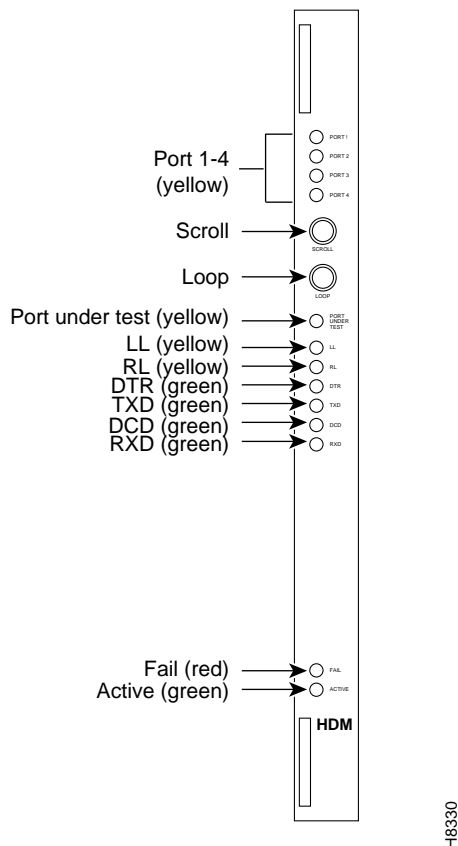 PORT 1
PORT 2
PORT 3
PORT 4
Port 1-4
(yellow)
Scroll
SCROLL
Loop
LOOP
Port under test (yellow)
PORT
UNDER
TEST
LL (yellow)
LL
RL (yellow)
RL
DTR (green)
DTR
TXD (green)
TXD
DCD (green)
DCD
RXD (green)
RXD
Fail (red)
FAIL
Active (green)
ACTIVE
HDM
H8330